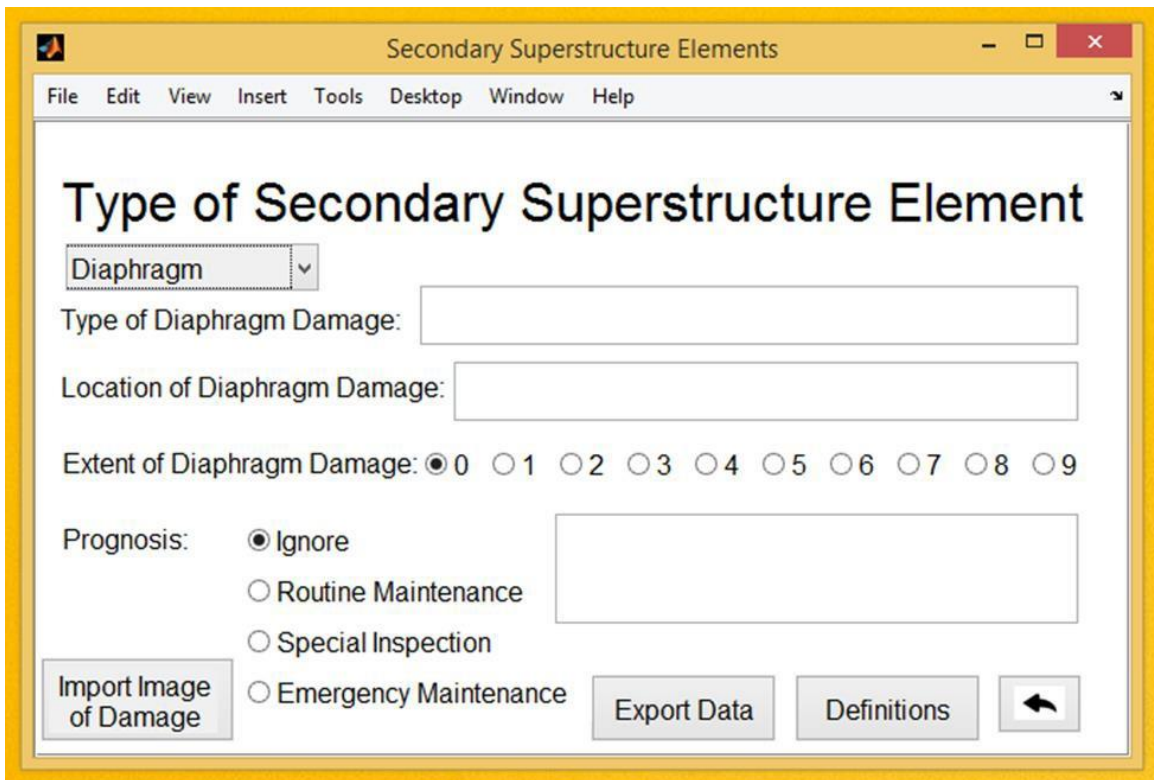 Secondary Superstructure Elements
File Edit View Insert Tools Desktop Window Help
Type of Secondary Superstructure Element
Diaphragm
Type of Diaphragm Damage:
Location of Diaphragm Damage:
Extent of Diaphragm Damage: 0 1 2 3 4 5 6 7 8 9
Prognosis: Ignore
Routine Maintenance
Special Inspection
Emergency Maintenance
Import Image
of Damage
Export Data
Definitions